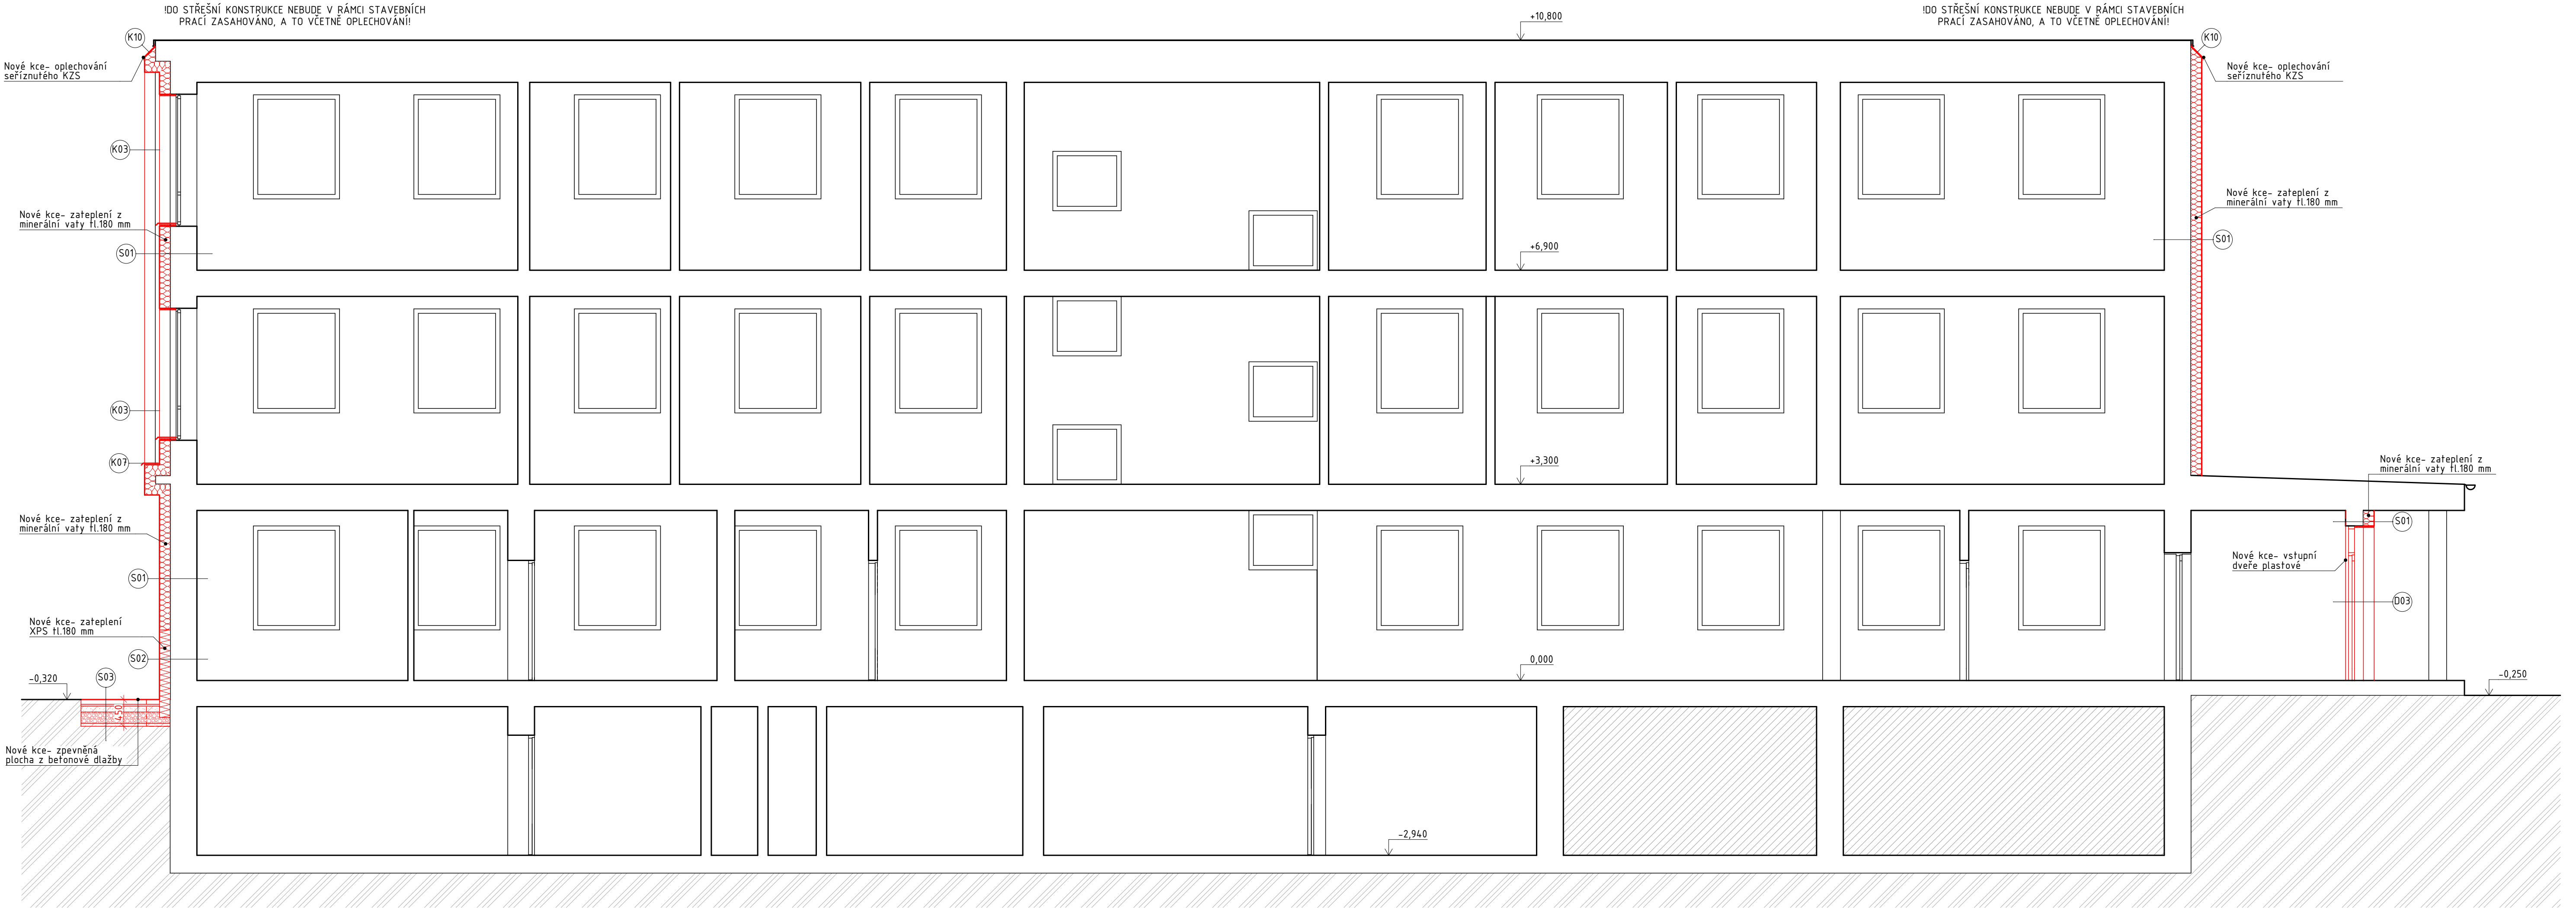 !DO STŘEŠNÍ KONSTRUKCE NEBUDE V RÁMCI STAVEBNÍCH
PRACÍ ZASAHOVÁNO, A TO VČETNĚ OPLECHOVÁNÍ!
+10,800
!DO STŘEŠNÍ KONSTRUKCE NEBUDE V RÁMCI STAVEBNÍCH
PRACÍ ZASAHOVÁNO, A TO VČETNĚ OPLECHOVÁNÍ!
K10
K10
Nové kce- oplechování
seříznutého KZS
Nové kce- oplechování
seříznutého KZS
K03
Nové kce- zateplení z
minerální vaty tl.180 mm
Nové kce- zateplení z
minerální vaty tl.180 mm
S01
+6,900
S01
K03
K07
+3,300
Nové kce- zateplení z
minerální vaty tl.180 mm
Nové kce- zateplení z
minerální vaty tl.180 mm
S01
Nové kce- vstupní
dveře plastové
S01
D03
Nové kce- zateplení
XPS tl.180 mm
S02
0,000
S03
-0,320
-0,250
450
Nové kce- zpevněná
plocha z betonové dlažby
-2,940